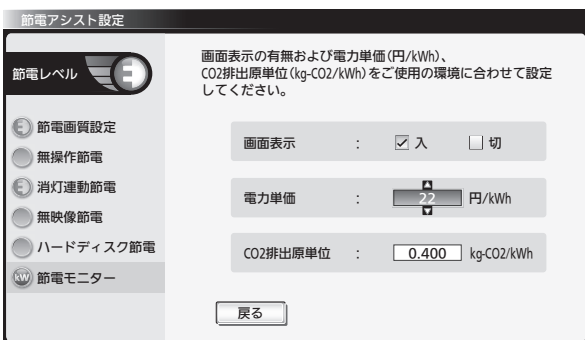 節電アシスト設定
節電レベル
E
画面表示の有無および電力単価(円/kWh)、
CO2排出原単位(kg-CO2/kWh)をご使用の環境に合わせて設定
してください。
E 節電画質設定
無操作節電
E 消灯連動節電
無映像節電
ハードディスク節電
kW 節電モニター
画面表示 : 入 切
電力単価 : 22 円/kWh
CO2排出原単位 : 0.400 kg-CO2/kWh
戻る